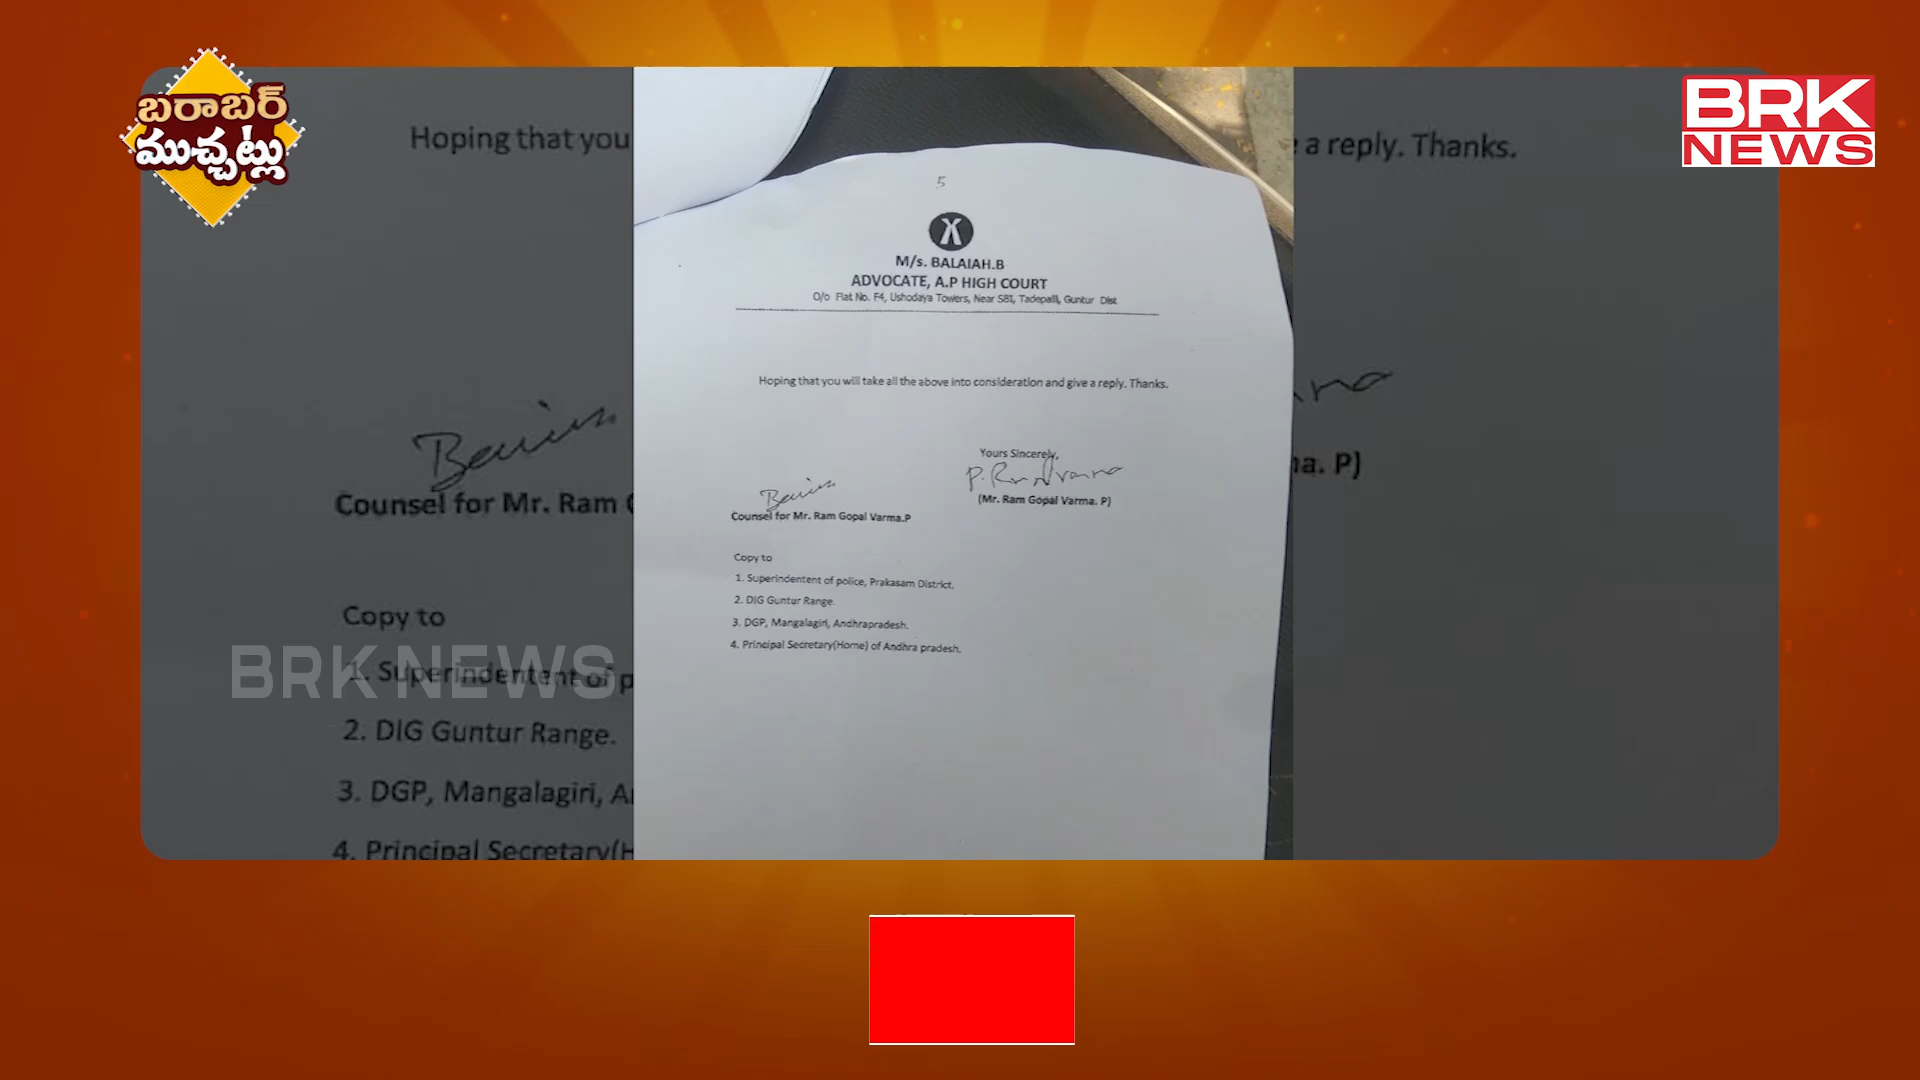 బరాబర్
ముచ్చట్లు
BRK
NEWS
5
M/s. BALAIAH.B
ADVOCATE, A.P HIGH COURT
O/o Flat No. F4, Ushodaya Towers, Near SBI, Tadepalli, Guntur Dist
Hoping that you will take all the above into consideration and give a reply. Thanks.
Yours Sincerely,
(Mr. Ram Gopal Varma. P)
Counsel for Mr. Ram Gopal Varma.P
Copy to
1. Superintendent of police, Prakasam District.
2. DIG Guntur Range.
3. DGP, Mangalagiri, Andhrapradesh.
4. Principal Secretary(Home) of Andhra pradesh.
Hoping that you
a reply. Thanks.
Counsel for Mr. Ram
Copy to
1. Superintendent of
2. DIG Guntur Range.
3. DGP, Mangalagiri,
4. Principal Secretary
BRK NEWS